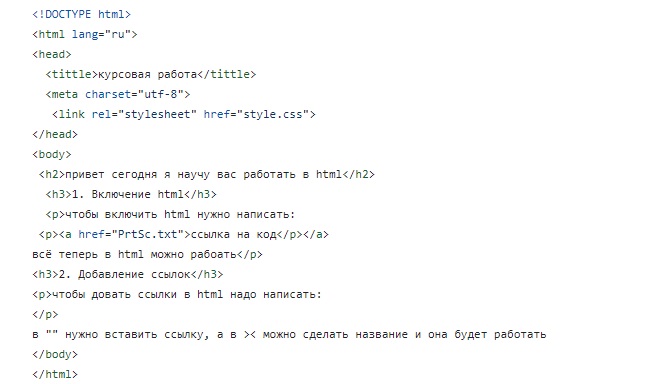 <!DOCTYPE html>
<html lang="ru">
<head>
<tittle>курсовая работа</tittle>
<meta charset="utf-8">
<link rel="stylesheet" href="style.css">
</head>
<body>
<h2>привет сегодня я научу вас работать в html</h2>
<h3>1. Включение html</h3>
<p>чтобы включить html нужно написать:
<p><a href="PrtSc.txt">ссылка на код</p></a>
всё теперь в html можно рабоать</p>
<h3>2. Добавление ссылок</h3>
<p>чтобы довать ссылки в html надо написать:
</p>
в "" нужно вставить ссылку, а в >< можно сделать название и она будет работать
</body>
</html>